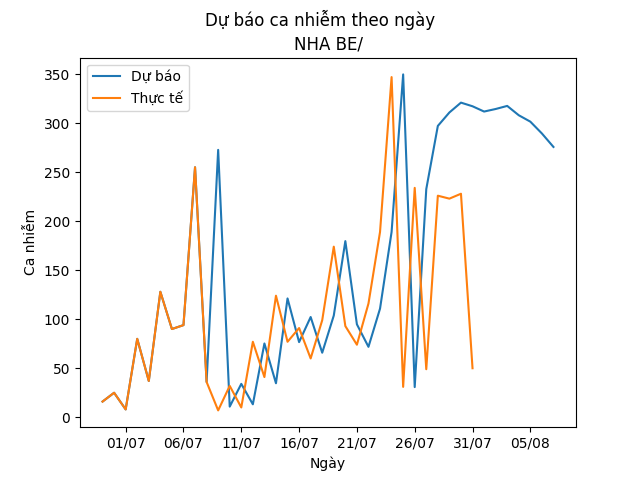 Dự báo ca nhiễm theo ngày
NHA BE/
Dự báo
Thực tế
Ca nhiễm
350
300
250
200
150
100
50
0
01/07 06/07 11/07 16/07 21/07 26/07 31/07 05/08
Ngày